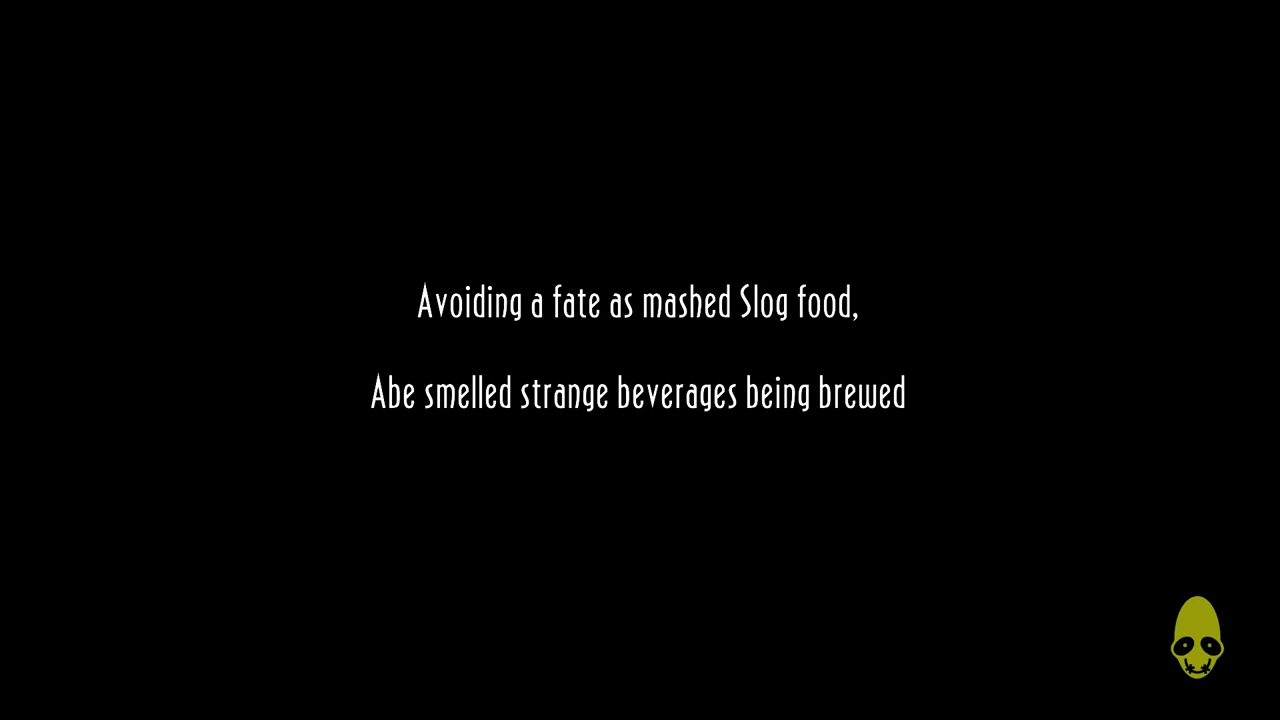 Avoiding a fate as mashed Slog food,
Abe smelled strange beverages being brewed